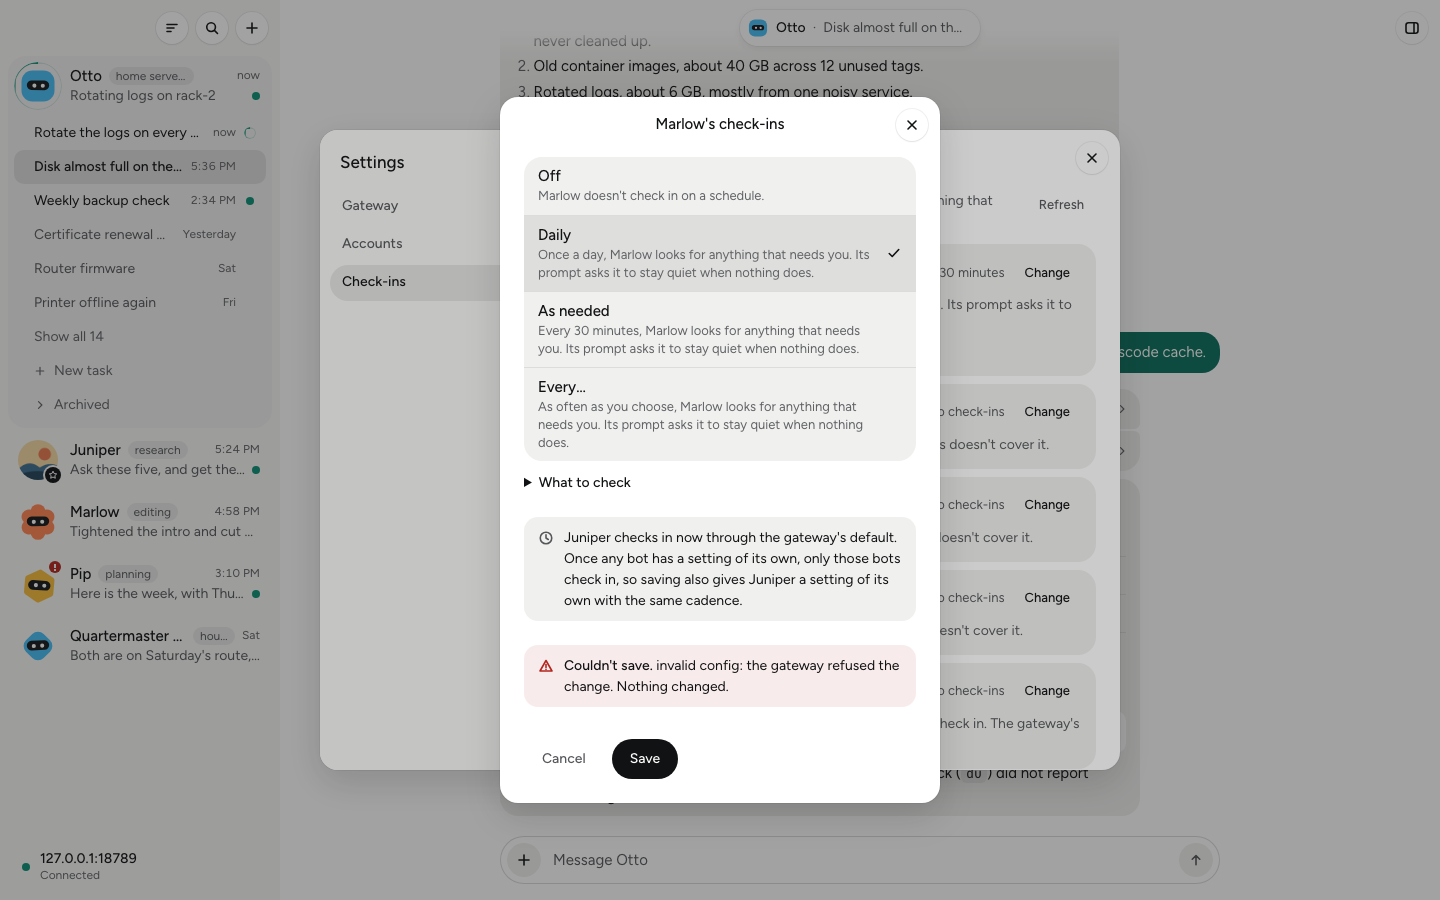 Otto home serve... now
Rotating logs on rack-2
Rotate the logs on every ... now
Disk almost full on the... 5:36 PM
Weekly backup check 2:34 PM
Certificate renewal ... Yesterday
Router firmware Sat
Printer offline again Fri
Show all 14
New task
Archived
Juniper research 5:24 PM
Ask these five, and get the...
Marlow editing 4:58 PM
Tightened the intro and cut ...
Pip planning 3:10 PM
Here is the week, with Thu...
Quartermaster ... hou... Sat
Both are on Saturday's route,...
127.0.0.1:18789
Connected
Otto · Disk almost full on th...
never cleaned up.
2. Old container images, about 40 GB across 12 unused tags.
3. Rotated logs, about 6 GB, mostly from one noisy service.
scode cache.
ck ( du ) did not report
Message Otto
Settings
Gateway
Accounts
Check-ins
hing that
Refresh
30 minutes Change
. Its prompt asks it to
o check-ins Change
s doesn't cover it.
o check-ins Change
doesn't cover it.
o check-ins Change
esn't cover it.
o check-ins Change
heck in. The gateway's
Marlow's check-ins
Off
Marlow doesn't check in on a schedule.
Daily
Once a day, Marlow looks for anything that needs you. Its
prompt asks it to stay quiet when nothing does.
As needed
Every 30 minutes, Marlow looks for anything that needs
you. Its prompt asks it to stay quiet when nothing does.
Every...
As often as you choose, Marlow looks for anything that
needs you. Its prompt asks it to stay quiet when nothing
does.
What to check
Juniper checks in now through the gateway's default.
Once any bot has a setting of its own, only those bots
check in, so saving also gives Juniper a setting of its
own with the same cadence.
Couldn't save. invalid config: the gateway refused the
change. Nothing changed.
Cancel
Save